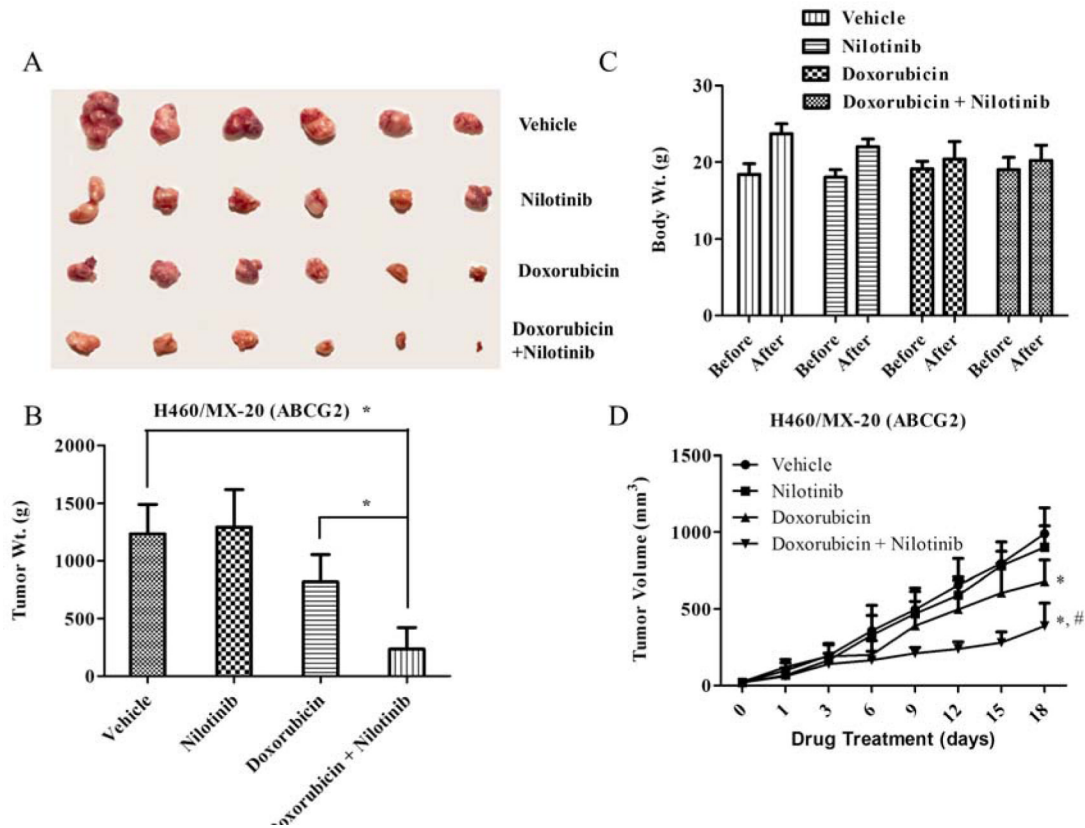 A
Vehicle
Nilotinib
Doxorubicin
Doxorubicin
+Nilotinib
B
H460/MX-20 (ABCG2) *
*
2000
1500
1000
500
0
Tumor Wt. (g)
Vehicle
Nilotinib
Doxorubicin
Doxorubicin + Nilotinib
C
Vehicle
Nilotinib
Doxorubicin
Doxorubicin + Nilotinib
30
20
10
0
Body Wt. (g)
Before After Before After Before After Before After
D
H460/MX-20 (ABCG2)
1500
1000
500
0
Tumor Volume (mm³)
Vehicle
Nilotinib
Doxorubicin
Doxorubicin + Nilotinib
*
*, #
0 1 3 6 9 12 15 18
Drug Treatment (days)